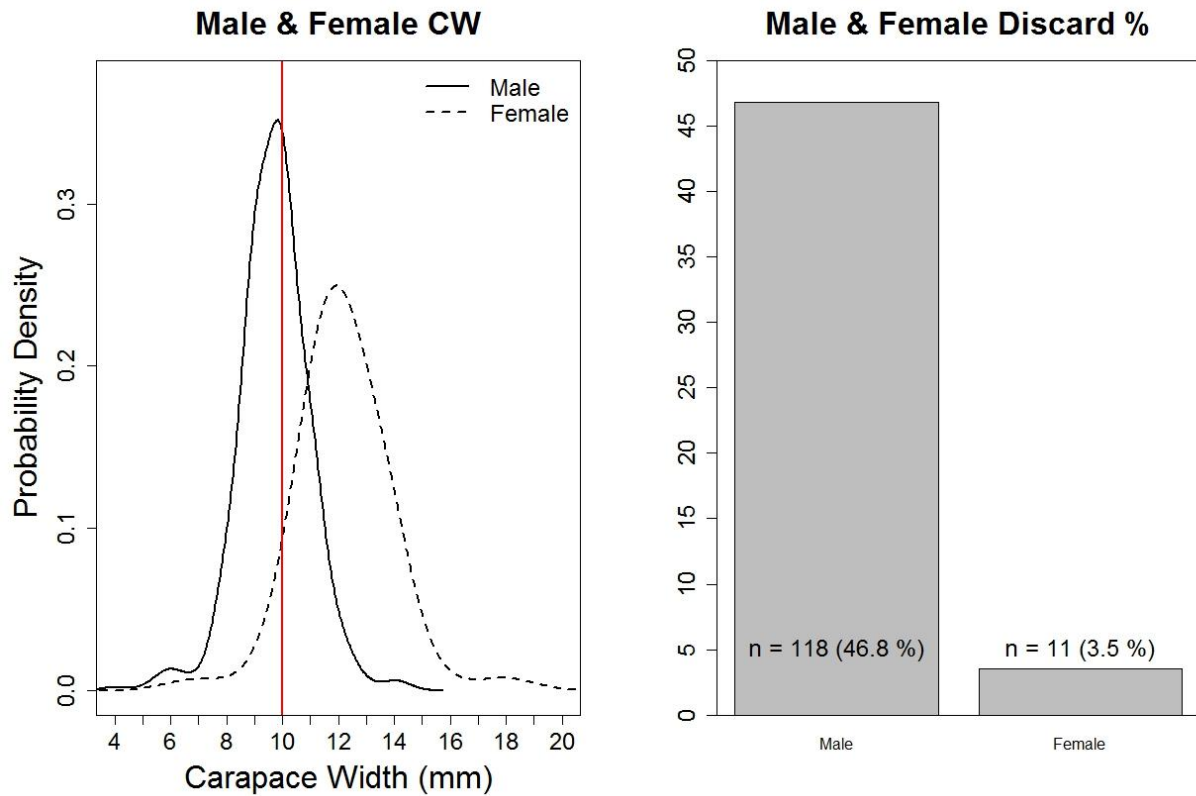 Male & Female CW
Male
Female
Probability Density
0.0
0.1
0.2
0.3
4 6 8 10 12 14 16 18 20
Carapace Width (mm)
Male & Female Discard %
50
45
40
35
30
25
20
15
10
5
0
n = 118 (46.8 %)
n = 11 (3.5 %)
Male
Female